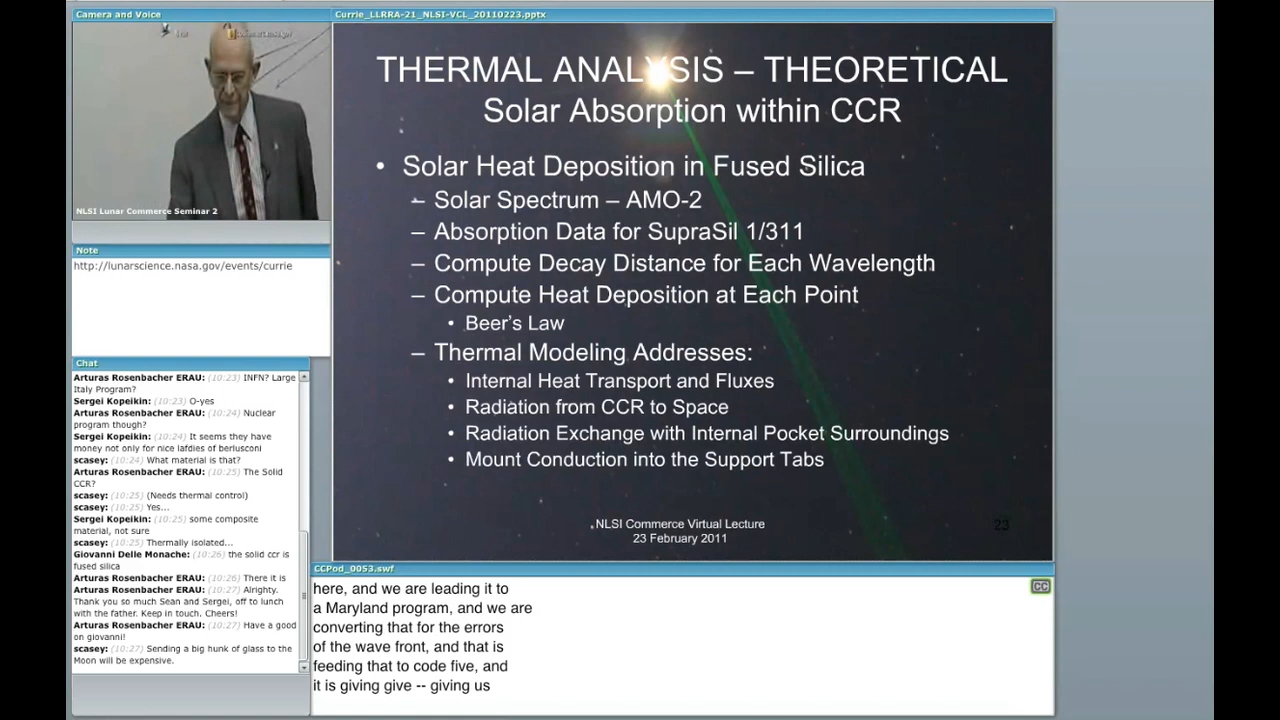 Camera and Voice
NLSI Lunar Commerce Seminar 2
Note
http://lunarscience.nasa.gov/events/currie
Chat
Arturas Rosenbacher ERAU: (10:23) INFN? Large
Italy Program?
Sergei Kopeikin: (10:23) O-yes
Arturas Rosenbacher ERAU: (10:24) Nuclear
program though?
Sergei Kopeikin: (10:24) It seems they have
money not only for nice lafdies of berlusconi
scasey: (10:24) What material is that?
Arturas Rosenbacher ERAU: (10:25) The Solid
CCR?
scasey: (10:25) (Needs thermal control)
scasey: (10:25) Yes...
Sergei Kopeikin: (10:25) some composite
material, not sure
scasey: (10:25) Thermally isolated...
Giovanni Delle Monache: (10:26) the solid ccr is
fused silica
Arturas Rosenbacher ERAU: (10:26) There it is
Arturas Rosenbacher ERAU: (10:27) Alrighty.
Thank you so much Sean and Sergei, off to lunch
with the father. Keep in touch. Cheers!
Arturas Rosenbacher ERAU: (10:27) Have a good
on giovanni!
scasey: (10:27) Sending a big hunk of glass to the
Moon will be expensive.
Currie_LLRRA-21_NLSI-VCL_20110223.pptx
THERMAL ANALYSIS – THEORETICAL
Solar Absorption within CCR
• Solar Heat Deposition in Fused Silica
– Solar Spectrum – AMO-2
– Absorption Data for SupraSil 1/311
– Compute Decay Distance for Each Wavelength
– Compute Heat Deposition at Each Point
• Beer's Law
– Thermal Modeling Addresses:
• Internal Heat Transport and Fluxes
• Radiation from CCR to Space
• Radiation Exchange with Internal Pocket Surroundings
• Mount Conduction into the Support Tabs
NLSI Commerce Virtual Lecture
23 February 2011
23
CCPod_0053.swf
CC
here, and we are leading it to
a Maryland program, and we are
converting that for the errors
of the wave front, and that is
feeding that to code five, and
it is giving give -- giving us